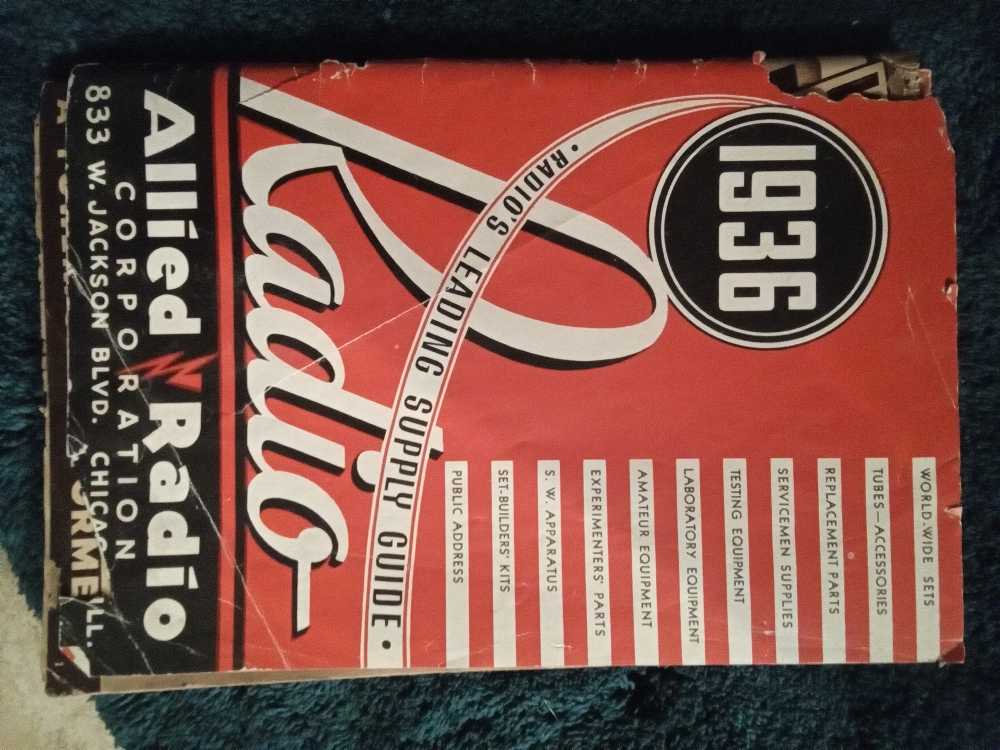 1936
WORLD-WIDE SETS
TUBES—ACCESSORIES
REPLACEMENT PARTS
SERVICEMEN SUPPLIES
TESTING EQUIPMENT
LABORATORY EQUIPMENT
AMATEUR EQUIPMENT
EXPERIMENTERS' PARTS
S. W. APPARATUS
SET-BUILDERS' KITS
PUBLIC ADDRESS
• RADIO'S LEADING SUPPLY GUIDE •
Radio
Allied Radio
CORPORATION
833 W. JACKSON BLVD. CHICAGO ILL.